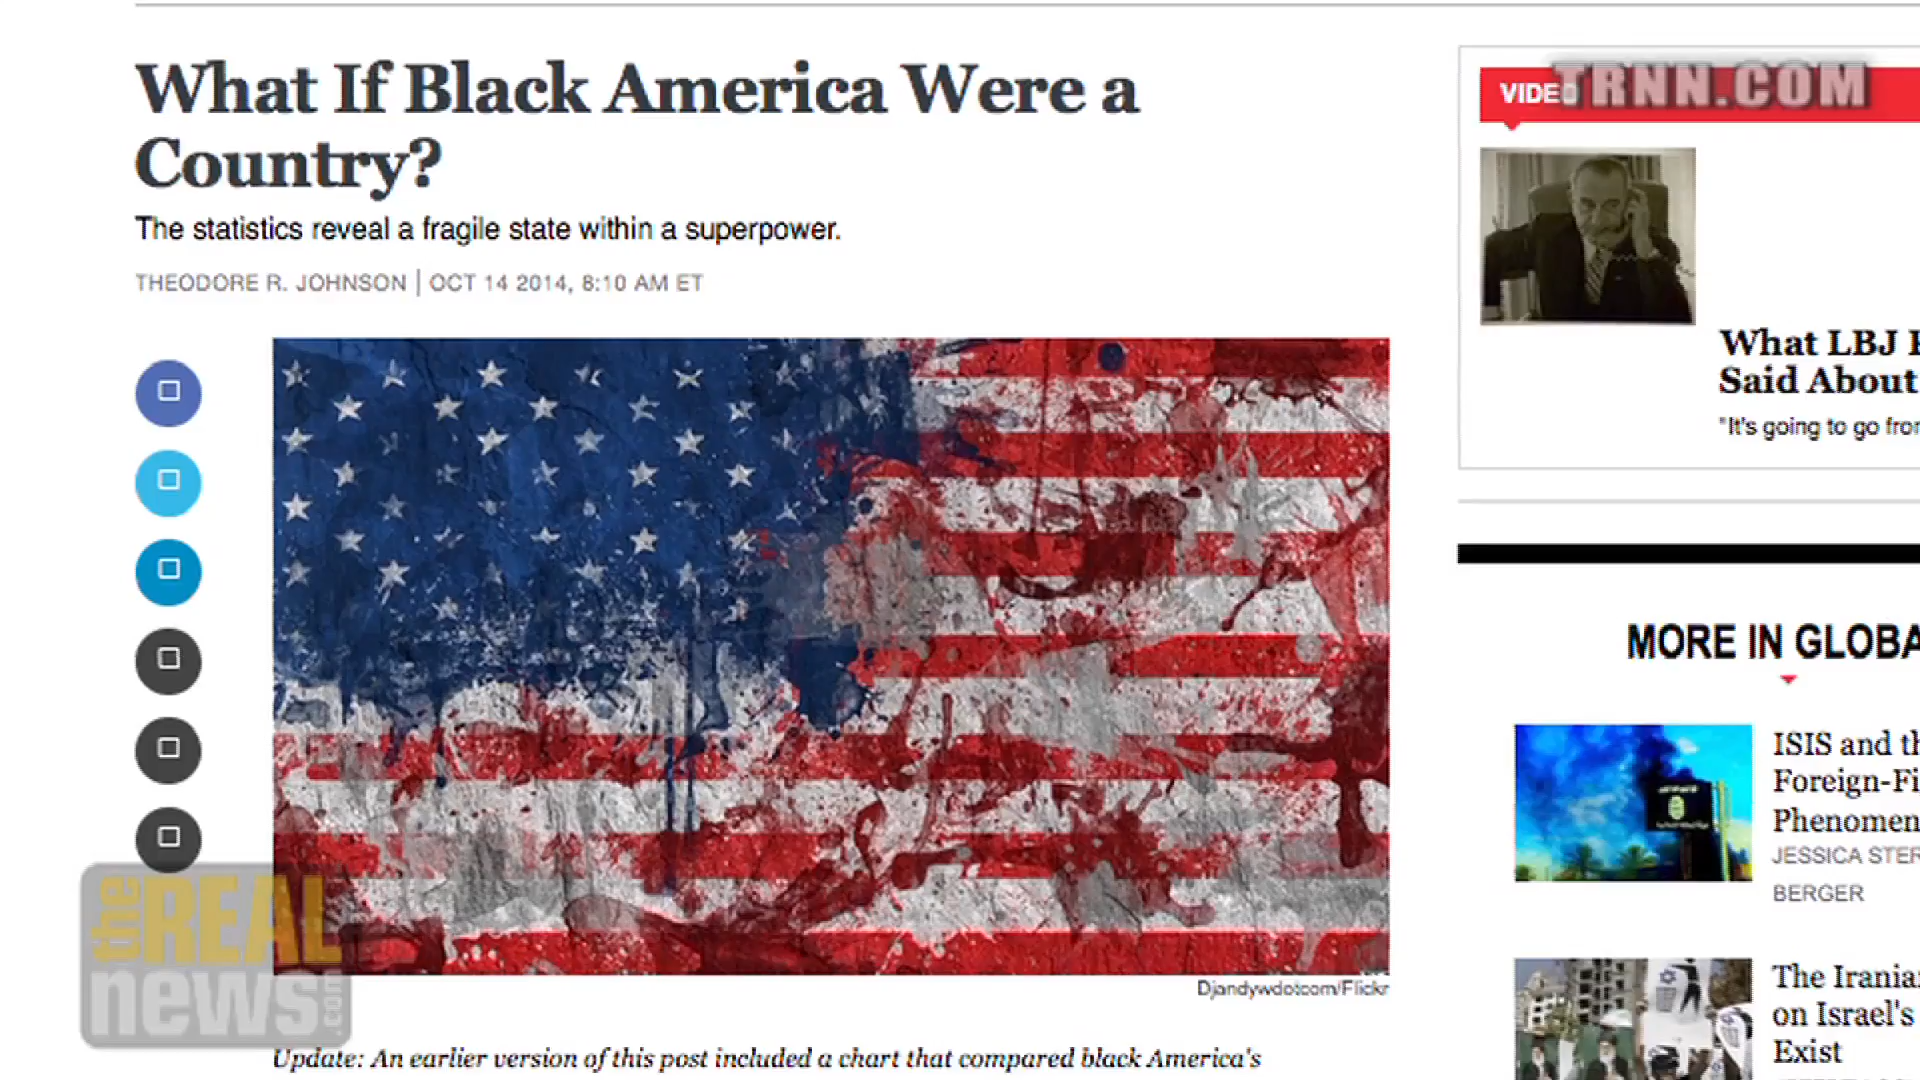 What If Black America Were a
Country?
The statistics reveal a fragile state within a superpower.
THEODORE R. JOHNSON | OCT 14 2014, 8:10 AM ET
Djandywdotcom/Flickr
Update: An earlier version of this post included a chart that compared black America's
VIDEO
TRNN.COM
What LBJ
Said About
"It's going to go from
MORE IN GLOBA
ISIS and th
Foreign-Fi
Phenomen
JESSICA STER
BERGER
The Irania
on Israel's
Exist
the
REAL
news.com